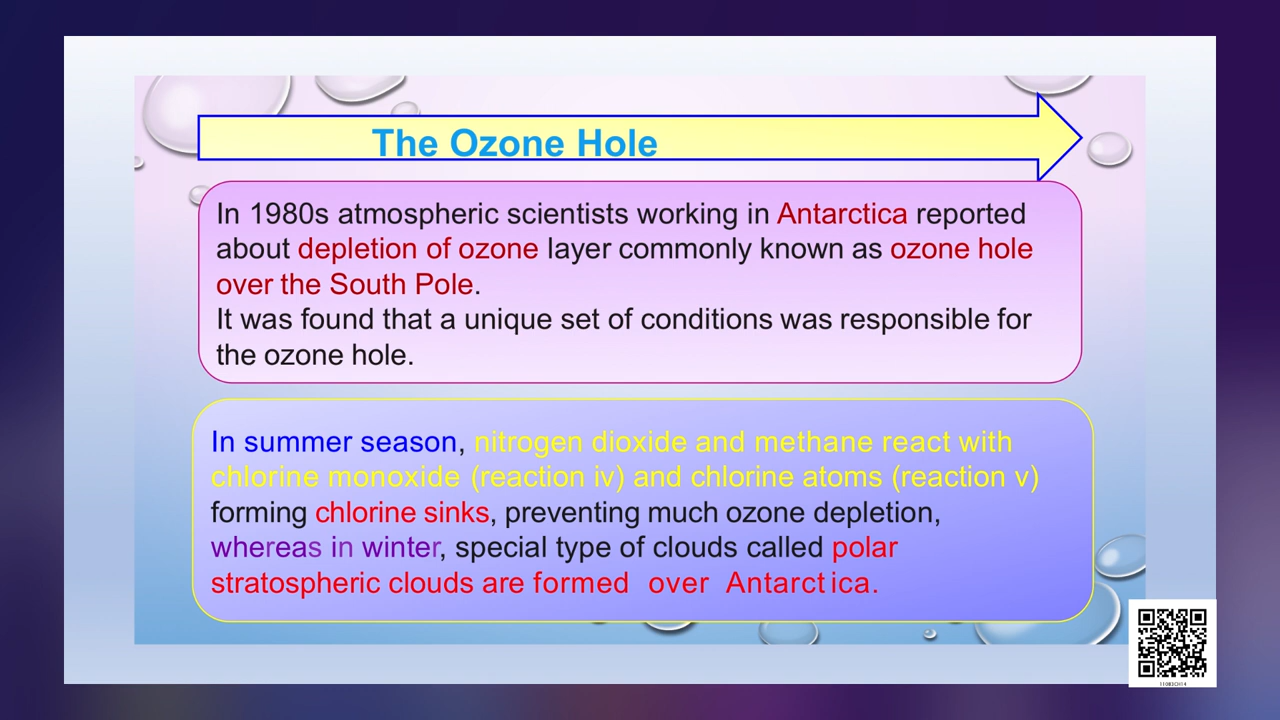 The Ozone Hole
In 1980s atmospheric scientists working in Antarctica reported
about depletion of ozone layer commonly known as ozone hole
over the South Pole.
It was found that a unique set of conditions was responsible for
the ozone hole.
In summer season, nitrogen dioxide and methane react with
chlorine monoxide (reaction iv) and chlorine atoms (reaction v)
forming chlorine sinks, preventing much ozone depletion,
whereas in winter, special type of clouds called polar
stratospheric clouds are formed over Antarctica.